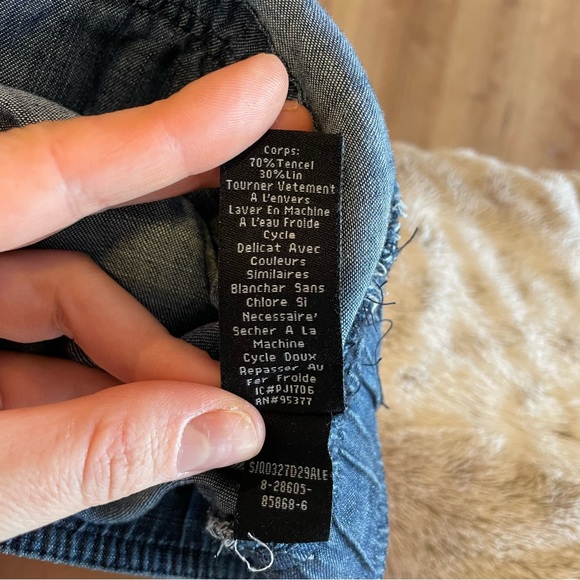 Corps:
70%Tencel
30%Lin
Tourner Vetement
A L'envers
Laver En Machine
A L'eau Froide
Cycle
Delicat Avec
Couleurs
Similaires
Blanchar Sans
Chlore Si
Necessaire'
Secher A La
Machine
Cycle Doux
Repasser Au
Fer Froide
IC#PJ1706
RN#95377
S/Q0327D29ALE
8-28605-
85868-6